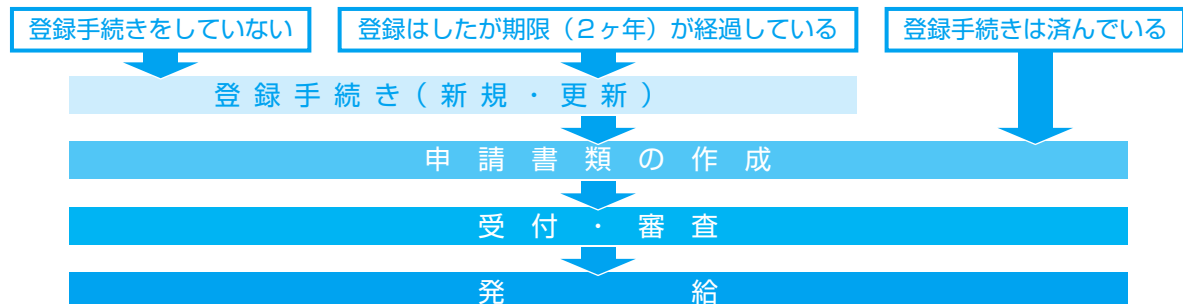 登録手続きをしていない
登録はしたが期限（２ヶ年）が経過している
登録手続きは済んでいる
登録手続き（新規・更新）
申請書類の作成
受付・審査
発給